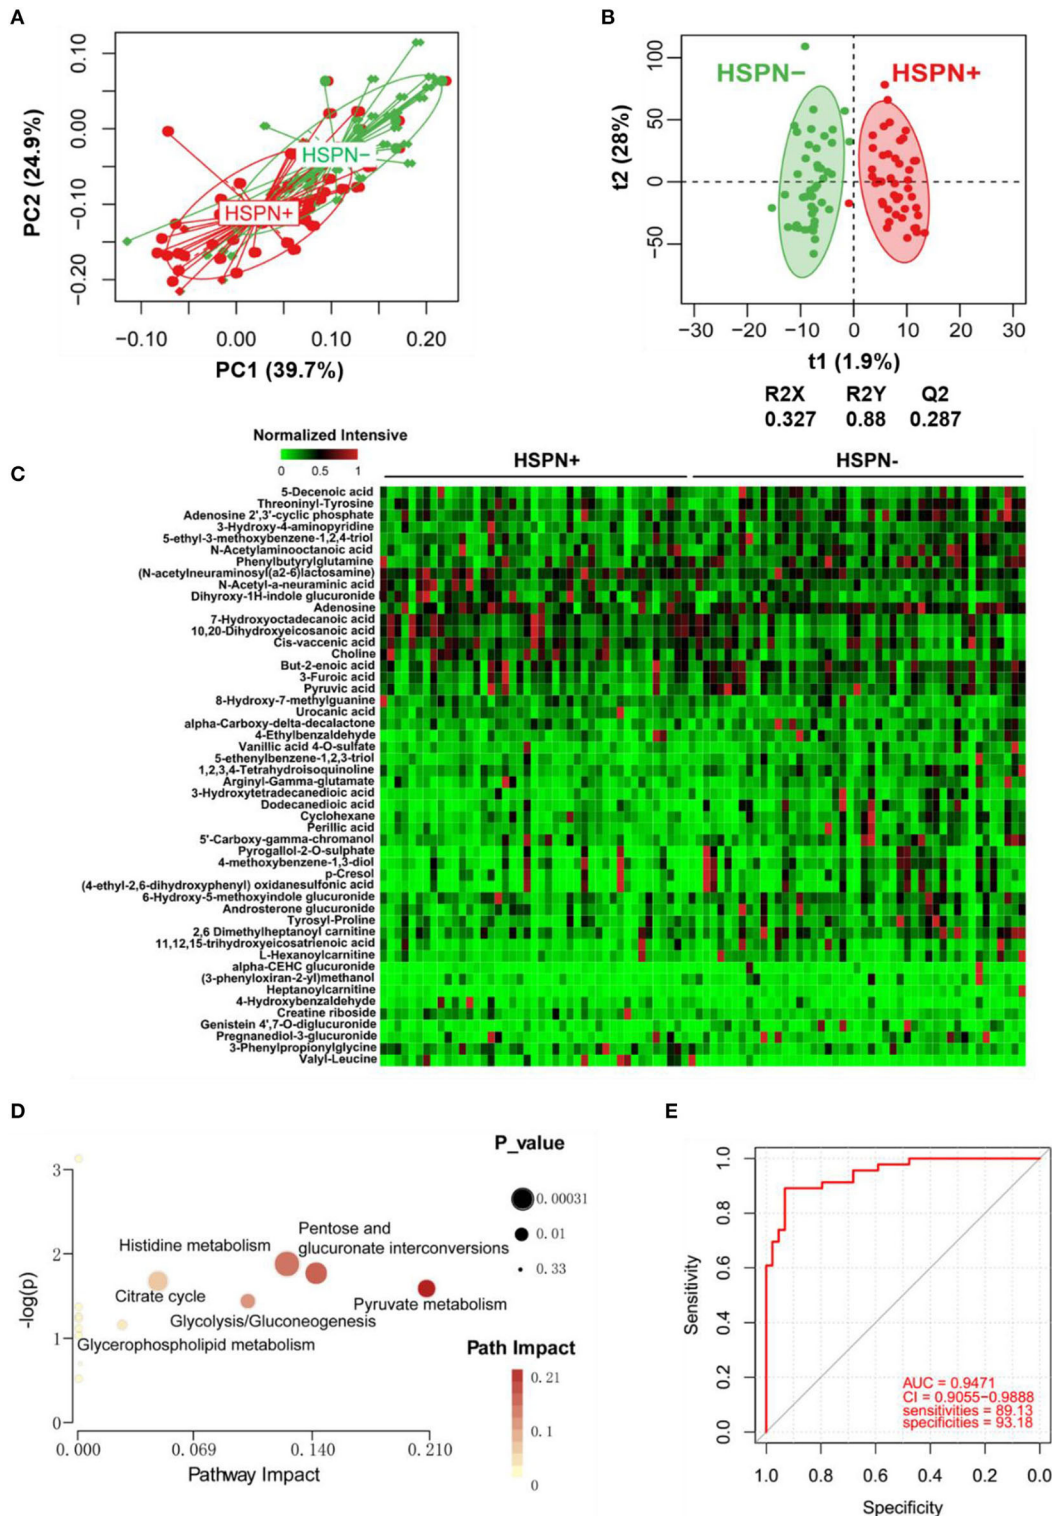 A
HSPN−
HSPN+
PC2 (24.9%)
0.10
0.00
−0.10
−0.20
−0.10
0.00
0.10
0.20
PC1 (39.7%)
B
HSPN−
HSPN+
t2 (28%)
100
50
0
−50
−30
−20
−10
0
10
20
30
t1 (1.9%)
R2X R2Y Q2
0.327 0.88 0.287
C
Normalized Intensive
0 0.5 1
HSPN+
HSPN-
5-Decenoic acid
Threoninyl-Tyrosine
Adenosine 2',3'-cyclic phosphate
3-Hydroxy-4-aminopyridine
5-ethyl-3-methoxybenzene-1,2,4-triol
N-Acetylaminooctanoic acid
Phenylbutyrylglutamine
(N-acetylneuraminosyl(a2-6)lactosamine)
N-Acetyl-a-neuraminic acid
Dihyroxy-1H-indole glucuronide
Adenosine
7-Hydroxyoctadecanoic acid
10,20-Dihydroxyeicosanoic acid
Cis-vaccenic acid
Choline
But-2-enoic acid
3-Furoic acid
Pyruvic acid
8-Hydroxy-7-methylguanine
Urocanic acid
alpha-Carboxy-delta-decalactone
4-Ethylbenzaldehyde
Vanillic acid 4-O-sulfate
5-ethenylbenzene-1,2,3-triol
1,2,3,4-Tetrahydroisoquinoline
Arginyl-Gamma-glutamate
3-Hydroxytetradecanedioic acid
Dodecanedioic acid
Cyclohexane
Perillic acid
5'-Carboxy-gamma-chromanol
Pyrogallol-2-O-sulphate
4-methoxybenzene-1,3-diol
p-Cresol
(4-ethyl-2,6-dihydroxyphenyl) oxidanesulfonic acid
6-Hydroxy-5-methoxyindole glucuronide
Androsterone glucuronide
Tyrosyl-Proline
2,6 Dimethylheptanoyl carnitine
11,12,15-trihydroxyeicosatrienoic acid
L-Hexanoylcarnitine
alpha-CEHC glucuronide
(3-phenyloxiran-2-yl)methanol
Heptanoylcarnitine
4-Hydroxybenzaldehyde
Creatine riboside
Genistein 4',7-O-diglucuronide
Pregnanediol-3-glucuronide
3-Phenylpropionylglycine
Valyl-Leucine
D
P_value
0.00031
0.01
0.33
-log(p)
3
2
1
0
Histidine metabolism
Pentose and
glucuronate interconversions
Citrate cycle
Pyruvate metabolism
Glycolysis/Gluconeogenesis
Glycerophospholipid metabolism
Path Impact
0.21
0.1
0
0.000
0.069
0.140
0.210
Pathway Impact
E
Sensitivity
1.0
0.8
0.6
0.4
0.2
0.0
AUC = 0.9471
CI = 0.9055−0.9888
sensitivities = 89.13
specificities = 93.18
1.0
0.8
0.6
0.4
0.2
0.0
Specificity